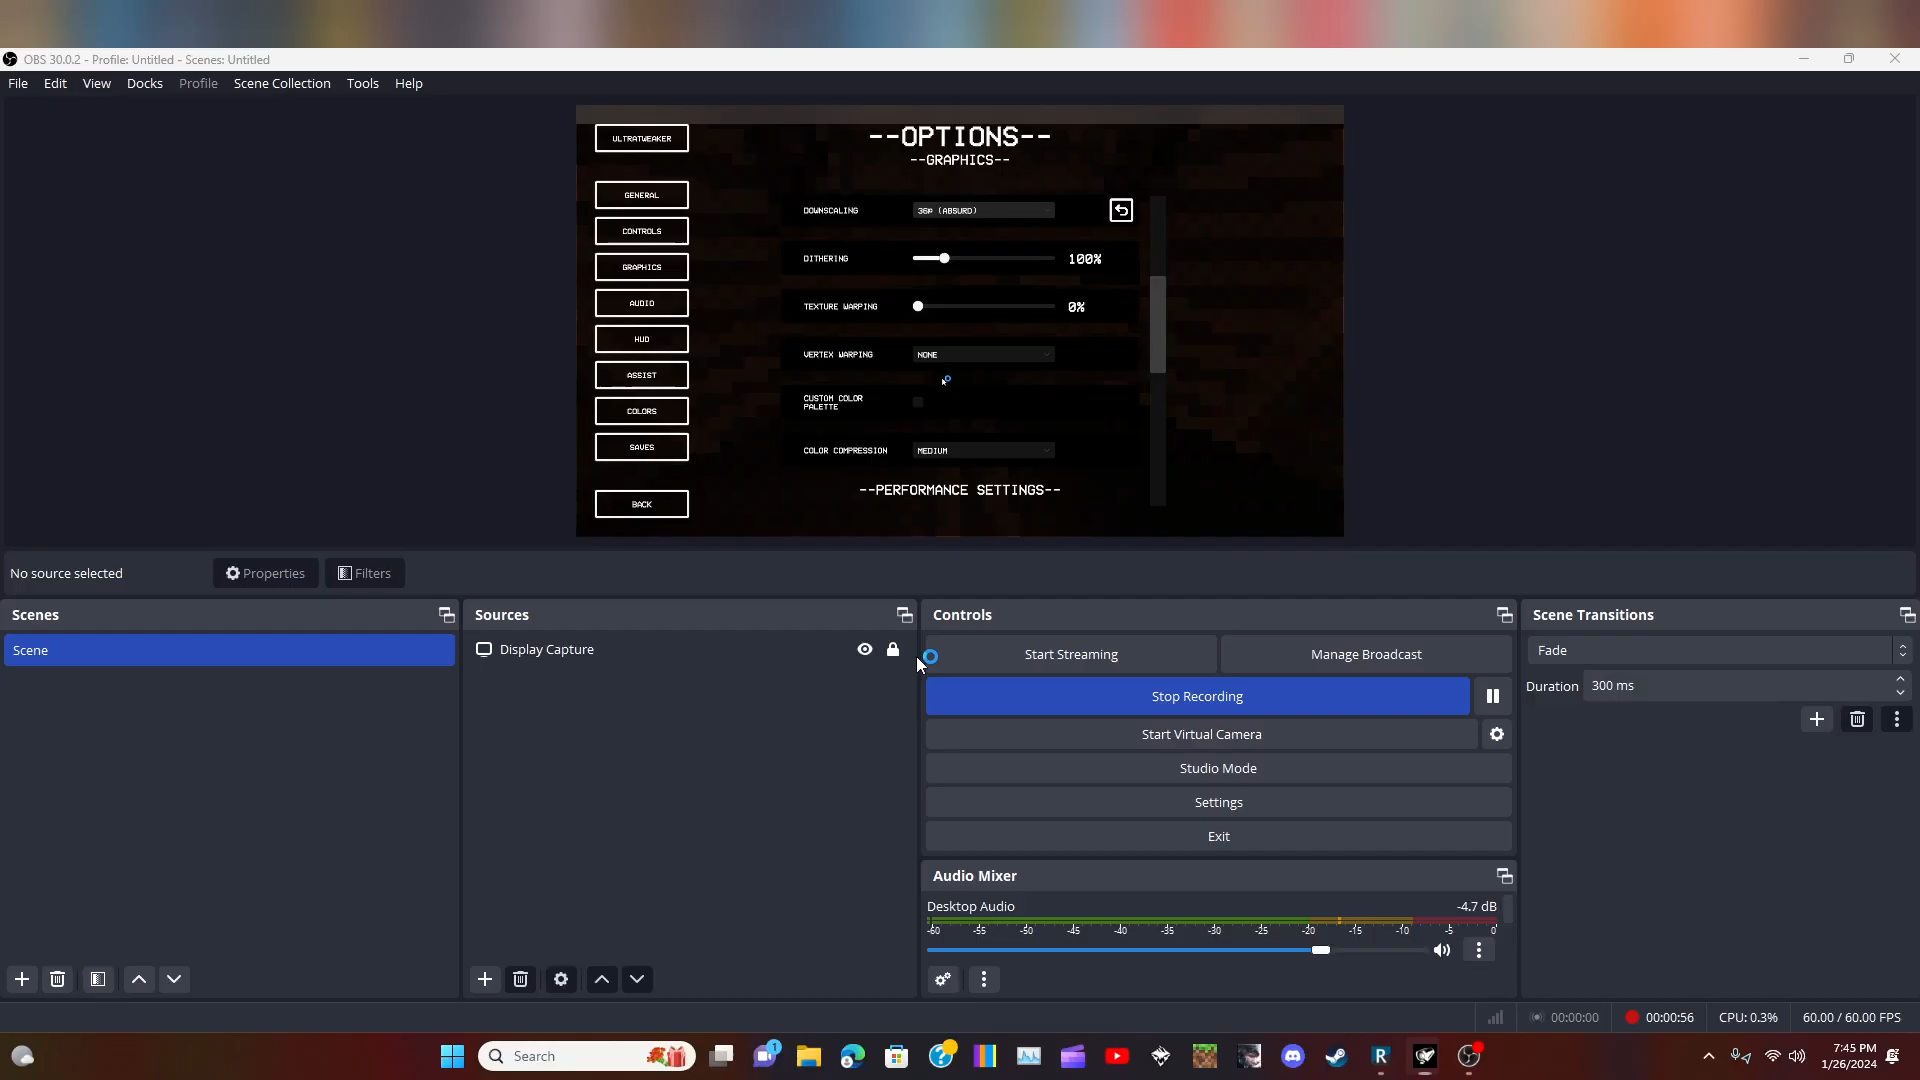 OBS 30.0.2 - Profile: Untitled - Scenes: Untitled
File Edit View Docks Profile Scene Collection Tools Help
ULTRATWEAKER
GENERAL
CONTROLS
GRAPHICS
AUDIO
HUD
ASSIST
COLORS
SAVES
BACK
--OPTIONS--
--GRAPHICS--
DOWNSCALING 36P (ABSURD)
DITHERING 100%
TEXTURE WARPING 0%
VERTEX WARPING NONE
CUSTOM COLOR
PALETTE
COLOR COMPRESSION MEDIUM
--PERFORMANCE SETTINGS--
No source selected Properties Filters
Scenes
Scene
Sources
Display Capture
Controls
Start Streaming Manage Broadcast
Stop Recording
Start Virtual Camera
Studio Mode
Settings
Exit
Audio Mixer
Desktop Audio -4.7 dB
-60 -55 -50 -45 -40 -35 -30 -25 -20 -15 -10 -5 0
Scene Transitions
Fade
Duration 300 ms
00:00:00 00:00:56 CPU: 0.3% 60.00 / 60.00 FPS
Search
1
R
7:45 PM
1/26/2024